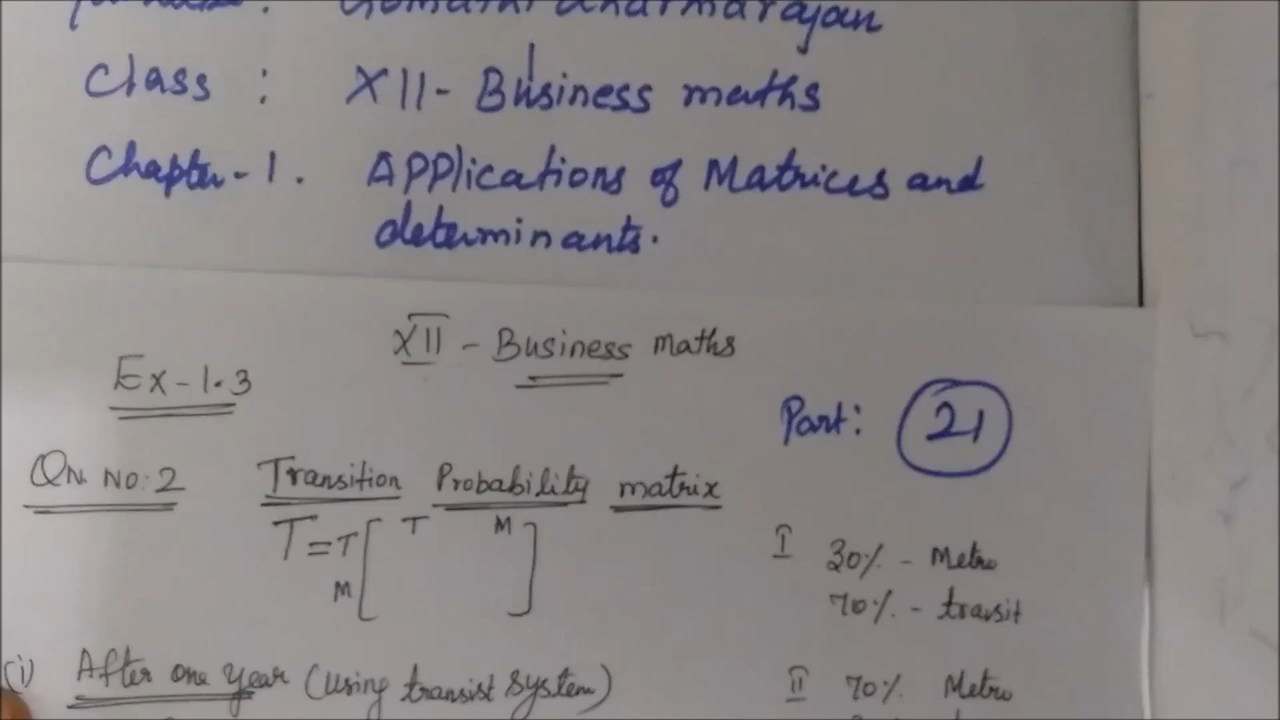 Class : XII - Business maths
Chapter - 1. Applications of Matrices and
determinants.
XII - Business Maths
Ex - 1.3
Part: 21
Qn. No: 2 Transition Probability matrix
T = T [ T M ]
M
I 30% - Metro
70% - transit
(i) After one year (using transist system)
II 70% Metro